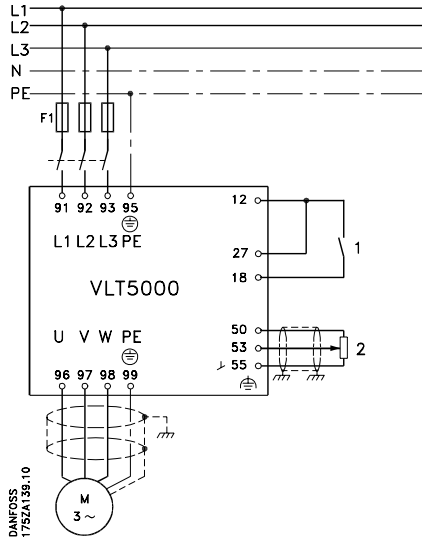 L1
L2
L3
N
PE
F1
91 92 93 95
L1 L2 L3 PE
VLT5000
U V W PE
96 97 98 99
12
27
18
50
53
55
1
2
M
3 ~
DANFOSS
175ZA139.10